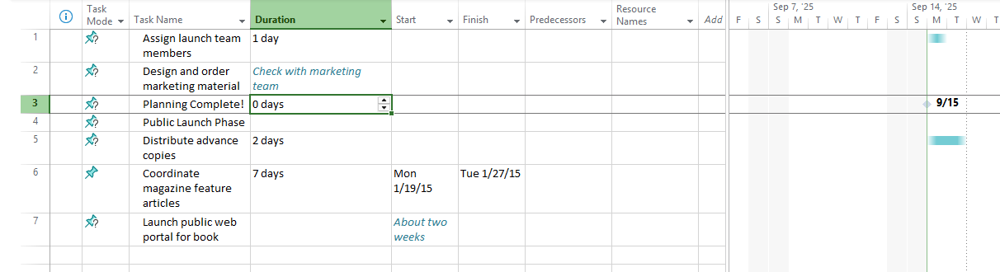 Sep 7, '25 Sep 14, '25
Task Mode Task Name Duration Start Finish Predecessors Resource Names Add F S S M T W T F S S M T W T
1 Assign launch team 1 day
members
2 Design and order Check with marketing
marketing material team
3 Planning Complete! 0 days 9/15
4 Public Launch Phase
5 Distribute advance 2 days
copies
6 Coordinate 7 days Mon Tue 1/27/15
magazine feature 1/19/15
articles
7 Launch public web About two
portal for book weeks